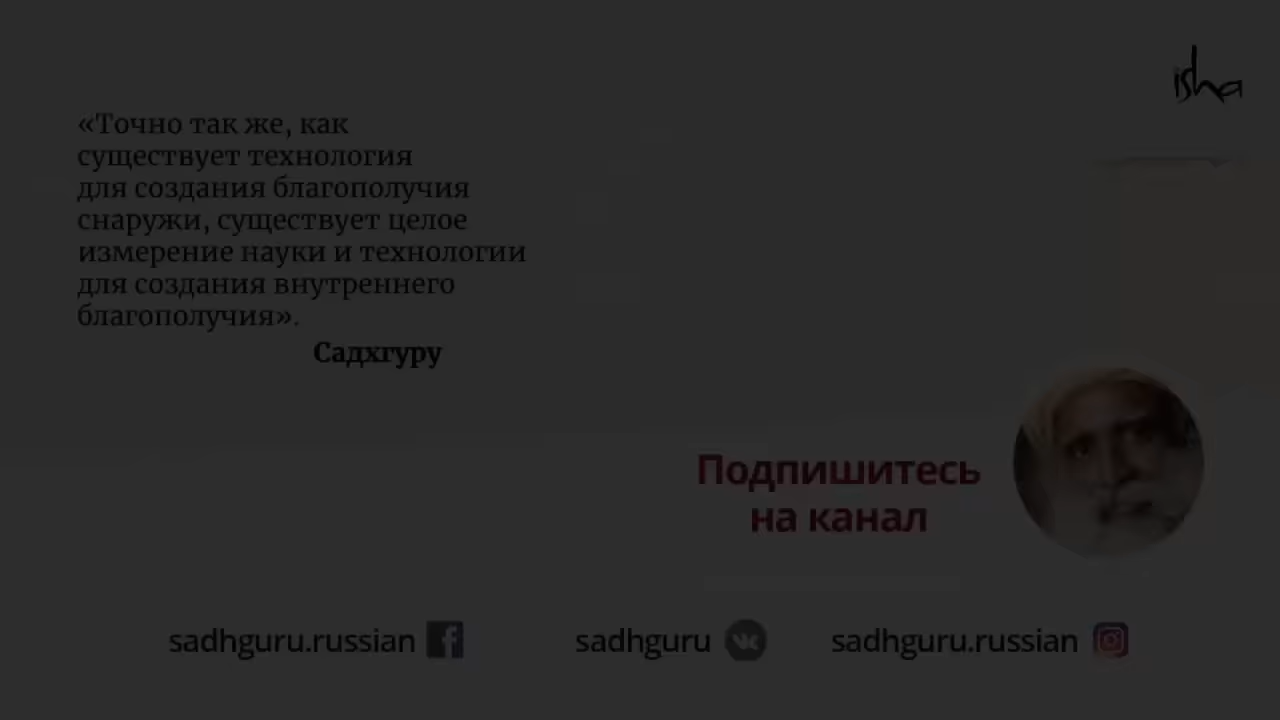 isha
«Точно так же, как
существует технология
для создания благополучия
снаружи, существует целое
измерение науки и технологии
для создания внутреннего
благополучия».
Садхгуру
Подпишитесь
на канал
sadhguru.russian
sadhguru
sadhguru.russian